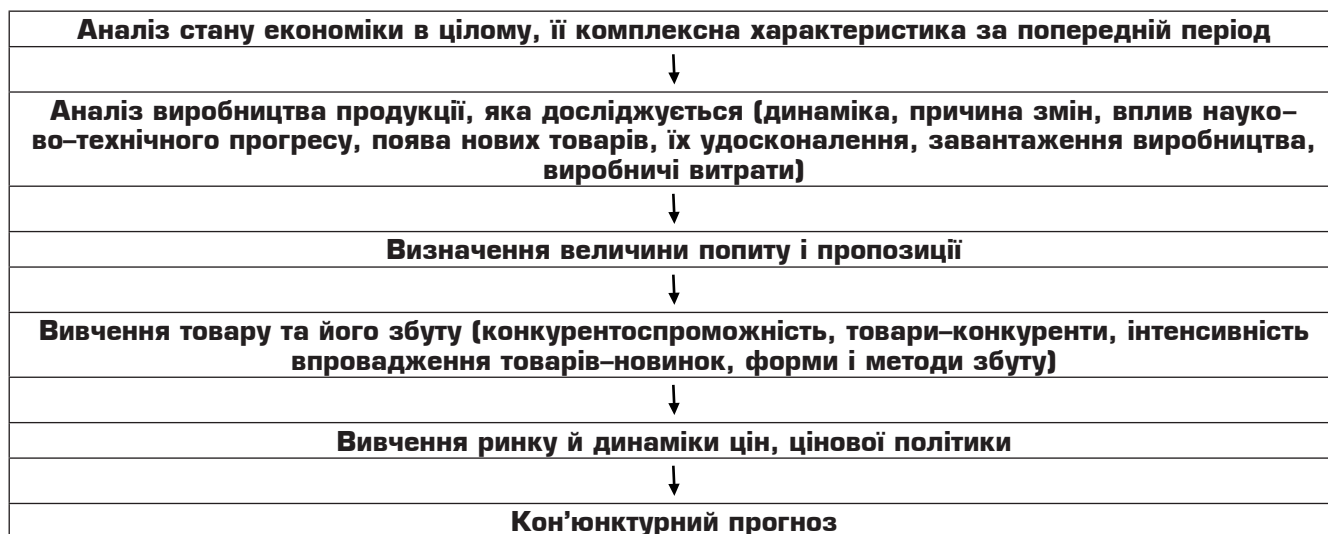 Аналіз стану економіки в цілому, її комплексна характеристика за попередній період
Аналіз виробництва продукції, яка досліджується (динаміка, причина змін, вплив науко–
во–технічного прогресу, поява нових товарів, їх удосконалення, завантаження виробництва,
виробничі витрати)
Визначення величини попиту і пропозиції
Вивчення товару та його збуту (конкурентоспроможність, товари–конкуренти, інтенсивність
впровадження товарів–новинок, форми і методи збуту)
Вивчення ринку й динаміки цін, цінової політики
Кон'юнктурний прогноз